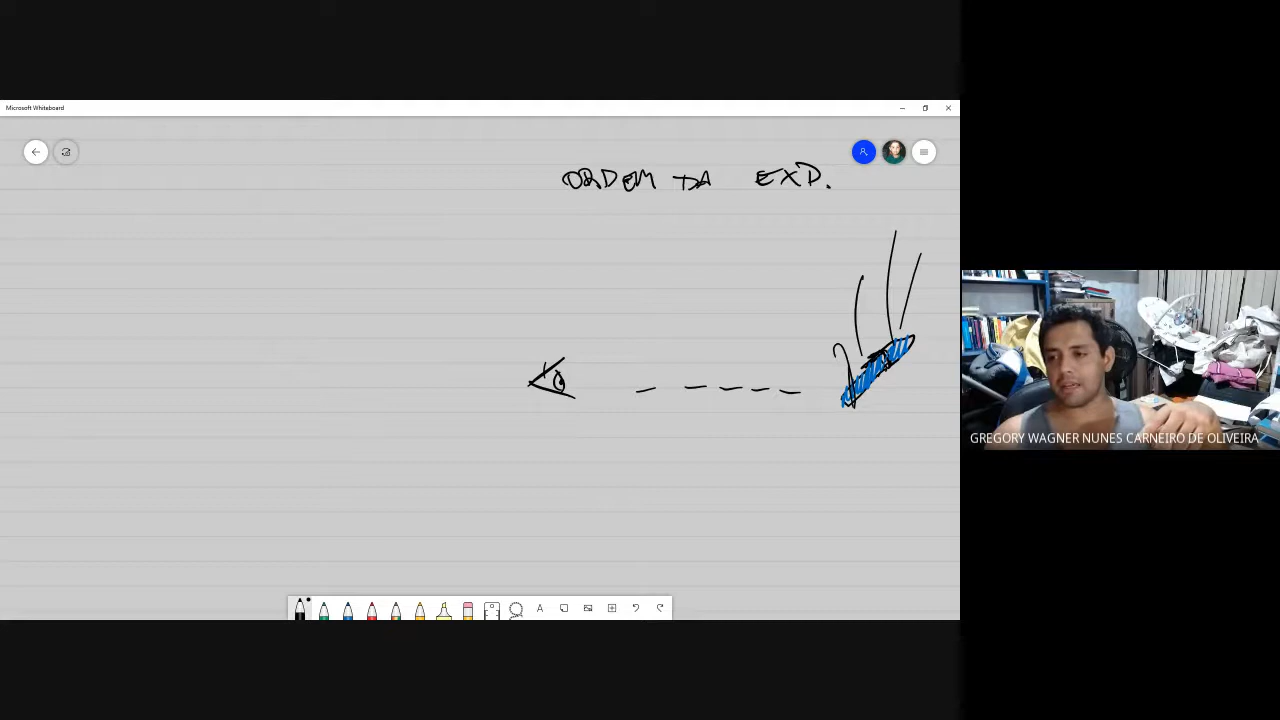 Microsoft Whiteboard
ORDEM DA EXP.
A
GREGORY WAGNER NUNES CARNEIRO DE OLIVEIRA